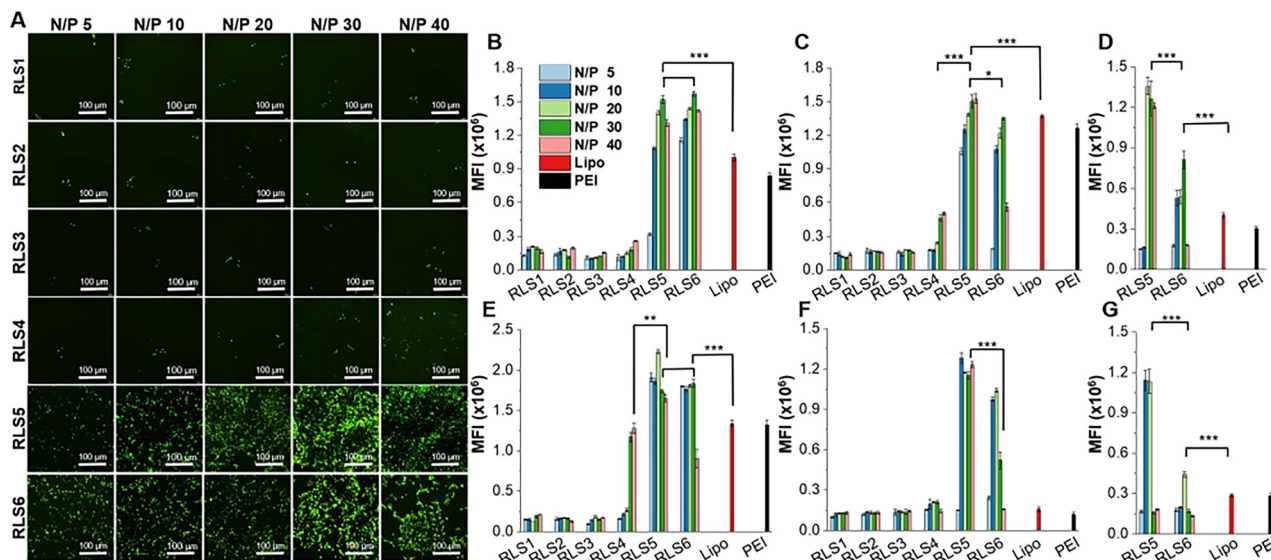 A
N/P 5 N/P 10 N/P 20 N/P 30 N/P 40
RLS1
100 µm 100 µm 100 µm 100 µm 100 µm
RLS2
100 µm 100 µm 100 µm 100 µm 100 µm
RLS3
100 µm 100 µm 100 µm 100 µm 100 µm
RLS4
100 µm 100 µm 100 µm 100 µm 100 µm
RLS5
100 µm 100 µm 100 µm 100 µm 100 µm
RLS6
100 µm 100 µm 100 µm 100 µm 100 µm
B
MFI (x10⁶)
1.8
1.5
1.2
0.9
0.6
0.3
0.0
N/P 5
N/P 10
N/P 20
N/P 30
N/P 40
Lipo
PEI
***
RLS1 RLS2 RLS3 RLS4 RLS5 RLS6 Lipo PEI
C
MFI (x10⁶)
1.8
1.5
1.2
0.9
0.6
0.3
0.0
*** ***
*
RLS1 RLS2 RLS3 RLS4 RLS5 RLS6 Lipo PEI
D
MFI (x10⁶)
1.5
1.2
0.9
0.6
0.3
0.0
***
***
RLS5 RLS6 Lipo PEI
E
MFI (x10⁶)
2.5
2.0
1.5
1.0
0.5
0.0
**
***
RLS1 RLS2 RLS3 RLS4 RLS5 RLS6 Lipo PEI
F
MFI (x10⁶)
1.5
1.2
0.9
0.6
0.3
0.0
***
RLS1 RLS2 RLS3 RLS4 RLS5 RLS6 Lipo PEI
G
MFI (x10⁶)
1.5
1.2
0.9
0.6
0.3
0.0
***
***
RLS5 RLS6 Lipo PEI